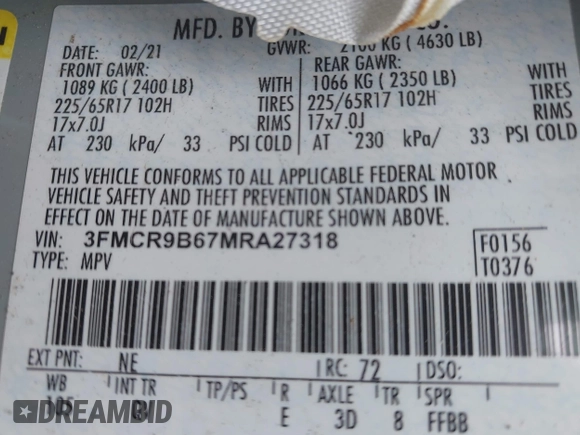 MFD. BY
DATE: 02/21 GVWR: 2100 KG ( 4630 LB)
FRONT GAWR: REAR GAWR:
1089 KG ( 2400 LB) WITH 1066 KG ( 2350 LB) WITH
225/65R17 102H TIRES 225/65R17 102H TIRES
17x7.0J RIMS 17x7.0J RIMS
AT 230 kPa/ 33 PSI COLD AT 230 kPa/ 33 PSI COLD
THIS VEHICLE CONFORMS TO ALL APPLICABLE FEDERAL MOTOR
VEHICLE SAFETY AND THEFT PREVENTION STANDARDS IN
EFFECT ON THE DATE OF MANUFACTURE SHOWN ABOVE.
VIN: 3FMCR9B67MRA27318 F0156
TYPE: MPV T0376
EXT PNT: NE RC: 72 DSO:
WB INT TR TP/PS R AXLE TR SPR
105 E 3D 8 FFBB
DREAMBID